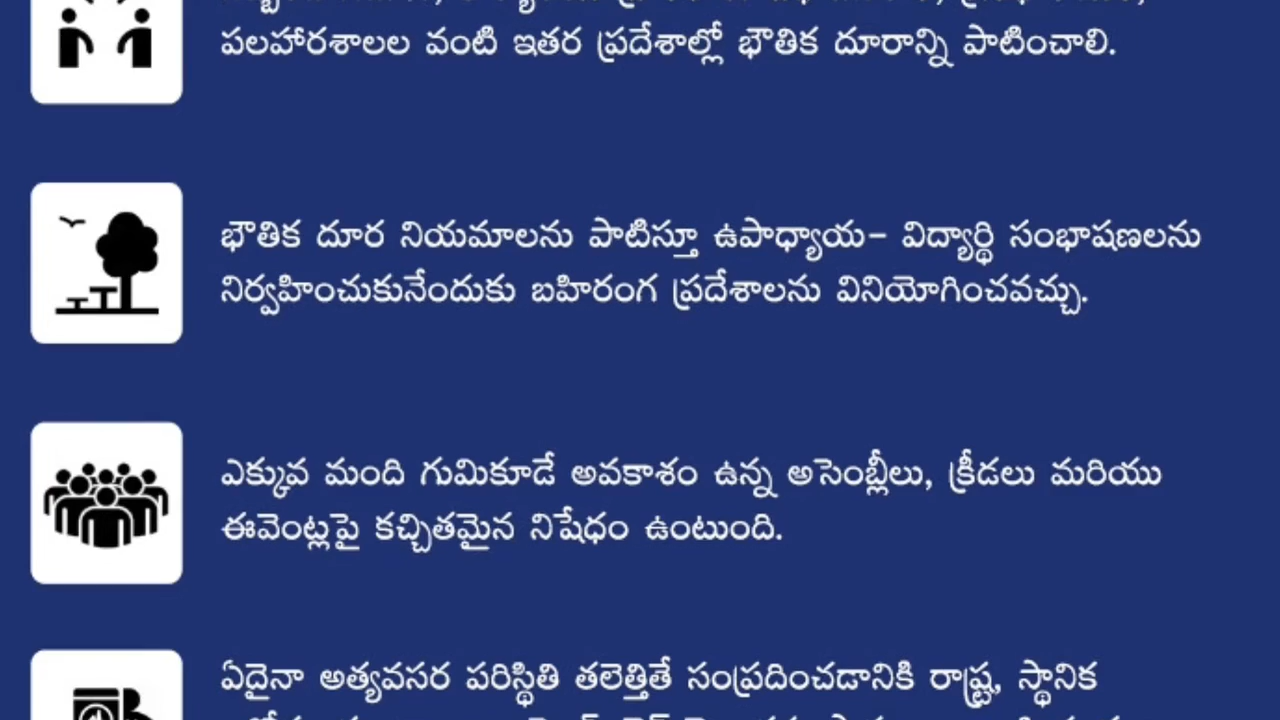 పలహారశాలల వంటి ఇతర ప్రదేశాల్లో భౌతిక దూరాన్ని పాటించాలి.
భౌతిక దూర నియమాలను పాటిస్తూ ఉపాధ్యాయ- విద్యార్థి సంభాషణలను
నిర్వహించుకునేందుకు బహిరంగ ప్రదేశాలను వినియోగించవచ్చు.
ఎక్కువ మంది గుమికూడే అవకాశం ఉన్న అసెంబ్లీలు, క్రీడలు మరియు
ఈవెంట్లపై కచ్చితమైన నిషేధం ఉంటుంది.
ఏదైనా అత్యవసర పరిస్థితి తలెత్తితే సంప్రదించడానికి రాష్ట్ర, స్థానిక